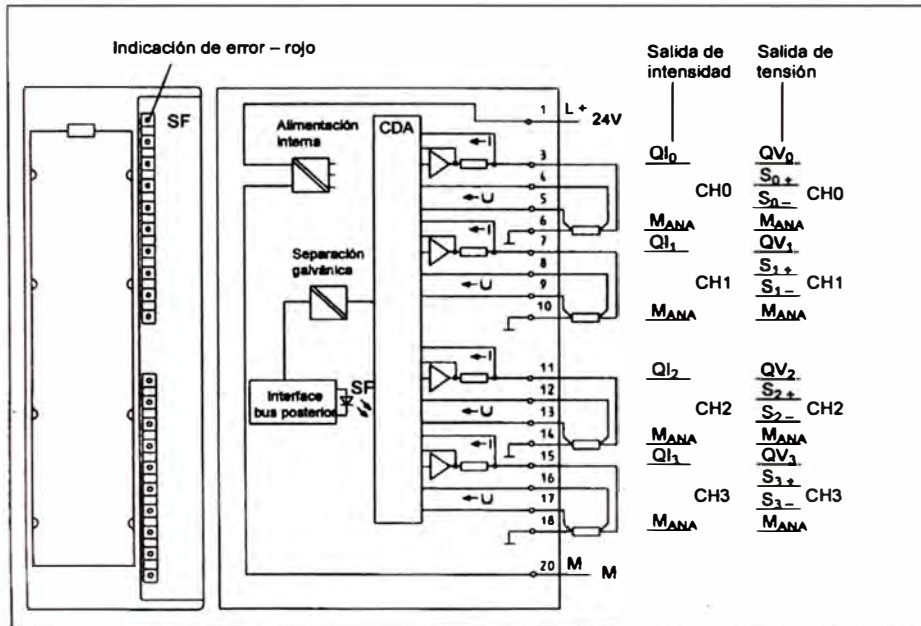 Indicación de error – rojo
Salida de intensidad
Salida de tensión
SF
Alimentación interna
CDA
1 L + 24V
I
3 QI0 QV0
4 S0+
U
5 CH0 S0– CH0
6 MANA MANA
I
7 QI1 QV1
Separación galvánica
8 S1+
U
9 CH1 S1– CH1
10 MANA MANA
I
11 QI2 QV2
Interface bus posterior
SF
12 S2+
U
13 CH2 S2– CH2
14 MANA MANA
I
15 QI3 QV3
16 S3+
U
17 CH3 S3– CH3
18 MANA MANA
20 M M